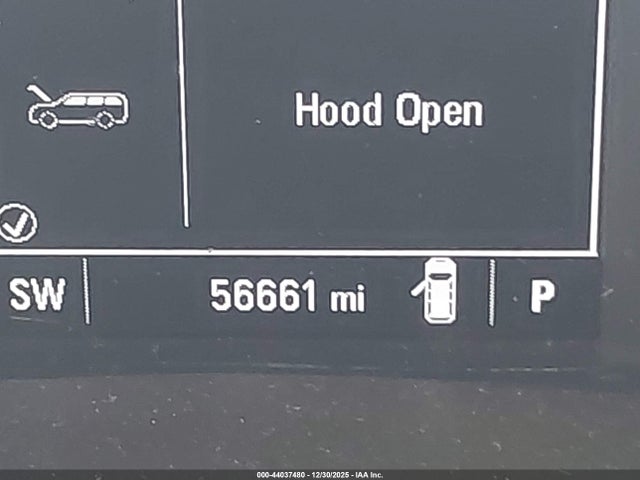 Hood Open
SW 56661 mi P
000-44037480 - 12/30/2025 - IAA Inc.